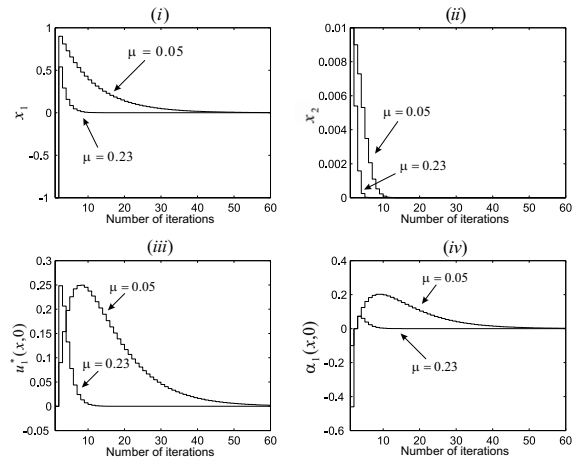 (i)
1
0.5
0
-0.5
-1
x₁
μ = 0.05
μ = 0.23
10 20 30 40 50 60
Number of iterations
(ii)
0.01
0.008
0.006
0.004
0.002
0
x₂
μ = 0.05
μ = 0.23
10 20 30 40 50 60
Number of iterations
(iii)
0.3
0.25
0.2
0.15
0.1
0.05
0
-0.05
u₁*(x,0)
μ = 0.05
μ = 0.23
10 20 30 40 50 60
Number of iterations
(iv)
0.4
0.2
0
-0.2
-0.4
-0.6
α₁(x,0)
μ = 0.05
μ = 0.23
10 20 30 40 50 60
Number of iterations